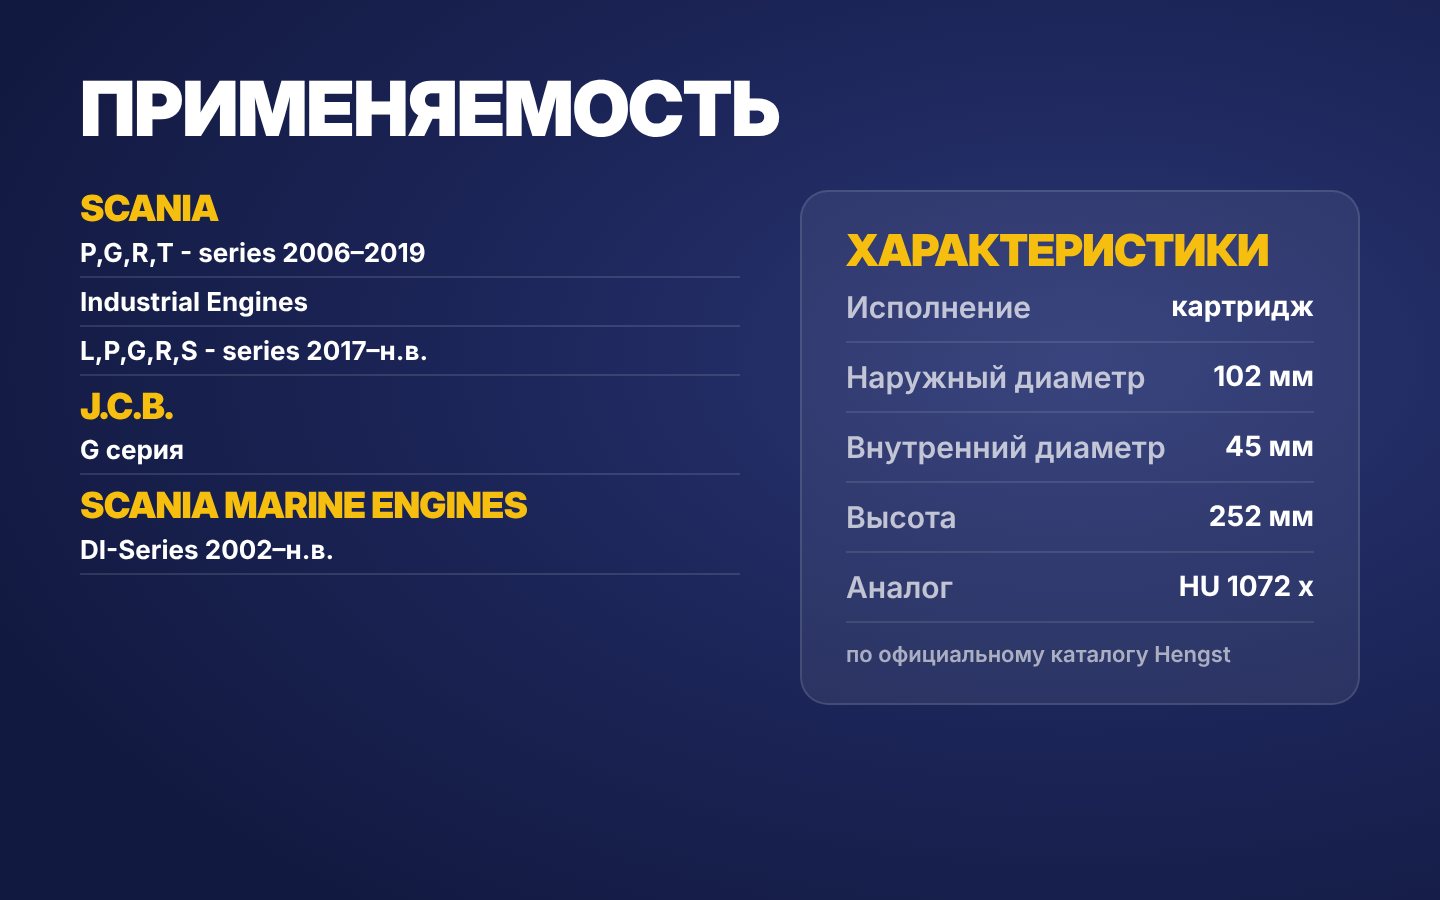 ПРИМЕНЯЕМОСТЬ
SCANIA
P,G,R,T - series 2006–2019
Industrial Engines
L,P,G,R,S - series 2017–н.в.
J.C.B.
G серия
SCANIA MARINE ENGINES
DI-Series 2002–н.в.
ХАРАКТЕРИСТИКИ
Исполнение картридж
Наружный диаметр 102 мм
Внутренний диаметр 45 мм
Высота 252 мм
Аналог HU 1072 x
по официальному каталогу Hengst